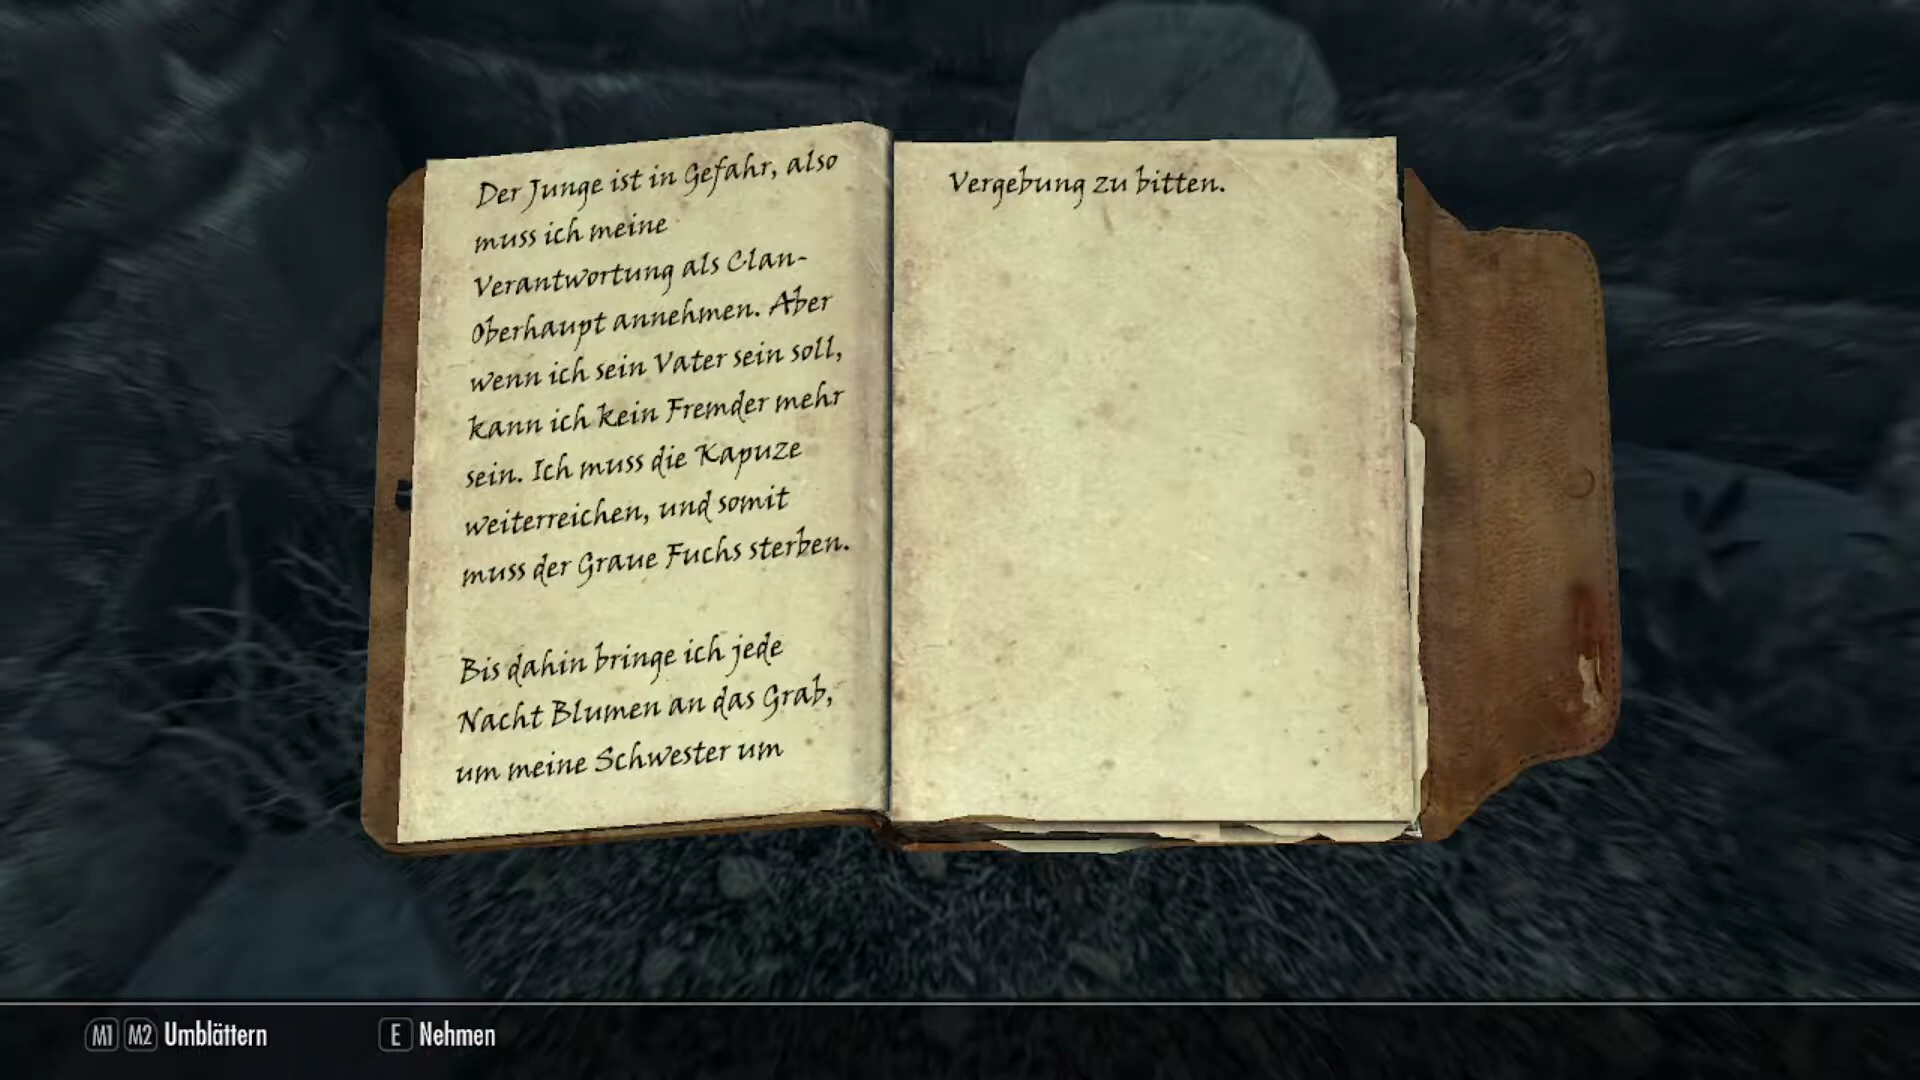 Der Junge ist in Gefahr, also
muss ich meine
Verantwortung als Clan-
Oberhaupt annehmen. Aber
wenn ich sein Vater sein soll,
kann ich kein Fremder mehr
sein. Ich muss die Kapuze
weiterreichen, und somit
muss der Graue Fuchs sterben.
Bis dahin bringe ich jede
Nacht Blumen an das Grab,
um meine Schwester um
Vergebung zu bitten.
M1 M2 Umblättern
E Nehmen